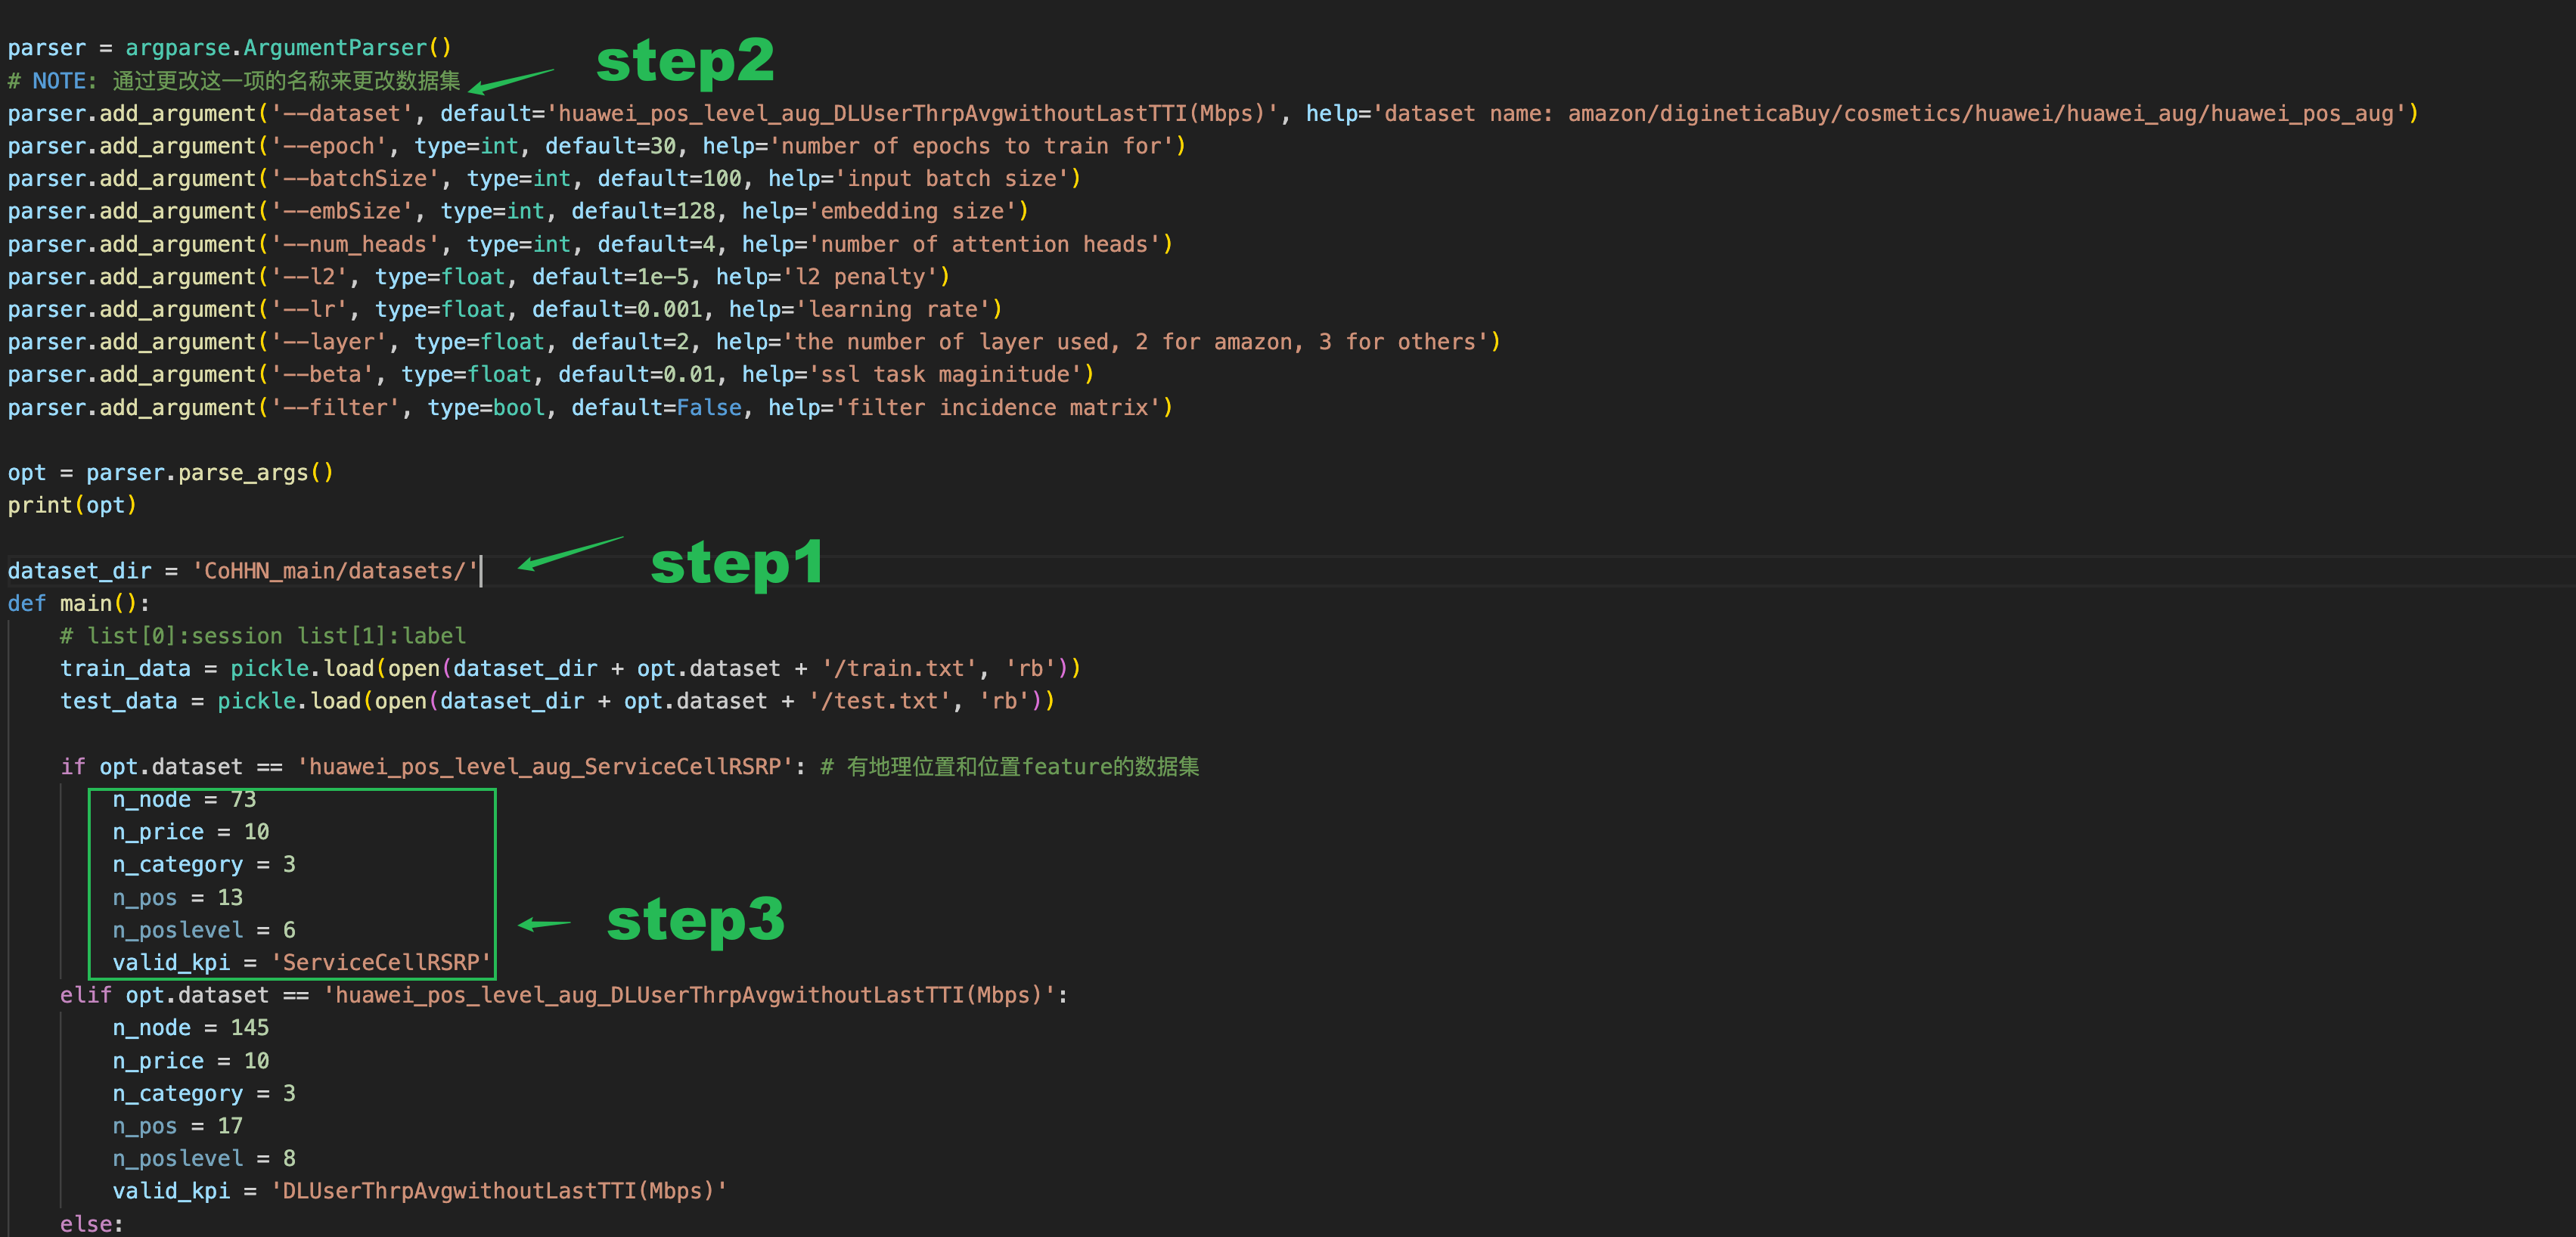 parser = argparse.ArgumentParser()
step2
# NOTE: 通过更改这一项的名称来更改数据集
parser.add_argument('--dataset', default='huawei_pos_level_aug_DLUserThrpAvgwithoutLastTTI(Mbps)', help='dataset name: amazon/digineticaBuy/cosmetics/huawei/huawei_aug/huawei_pos_aug')
parser.add_argument('--epoch', type=int, default=30, help='number of epochs to train for')
parser.add_argument('--batchSize', type=int, default=100, help='input batch size')
parser.add_argument('--embSize', type=int, default=128, help='embedding size')
parser.add_argument('--num_heads', type=int, default=4, help='number of attention heads')
parser.add_argument('--l2', type=float, default=1e-5, help='l2 penalty')
parser.add_argument('--lr', type=float, default=0.001, help='learning rate')
parser.add_argument('--layer', type=float, default=2, help='the number of layer used, 2 for amazon, 3 for others')
parser.add_argument('--beta', type=float, default=0.01, help='ssl task maginitude')
parser.add_argument('--filter', type=bool, default=False, help='filter incidence matrix')
opt = parser.parse_args()
print(opt)
dataset_dir = 'CoHHN_main/datasets/'
step1
def main():
# list[0]:session list[1]:label
train_data = pickle.load(open(dataset_dir + opt.dataset + '/train.txt', 'rb'))
test_data = pickle.load(open(dataset_dir + opt.dataset + '/test.txt', 'rb'))
if opt.dataset == 'huawei_pos_level_aug_ServiceCellRSRP': # 有地理位置和位置feature的数据集
n_node = 73
n_price = 10
n_category = 3
n_pos = 13
step3
n_poslevel = 6
valid_kpi = 'ServiceCellRSRP'
elif opt.dataset == 'huawei_pos_level_aug_DLUserThrpAvgwithoutLastTTI(Mbps)':
n_node = 145
n_price = 10
n_category = 3
n_pos = 17
n_poslevel = 8
valid_kpi = 'DLUserThrpAvgwithoutLastTTI(Mbps)'
else: